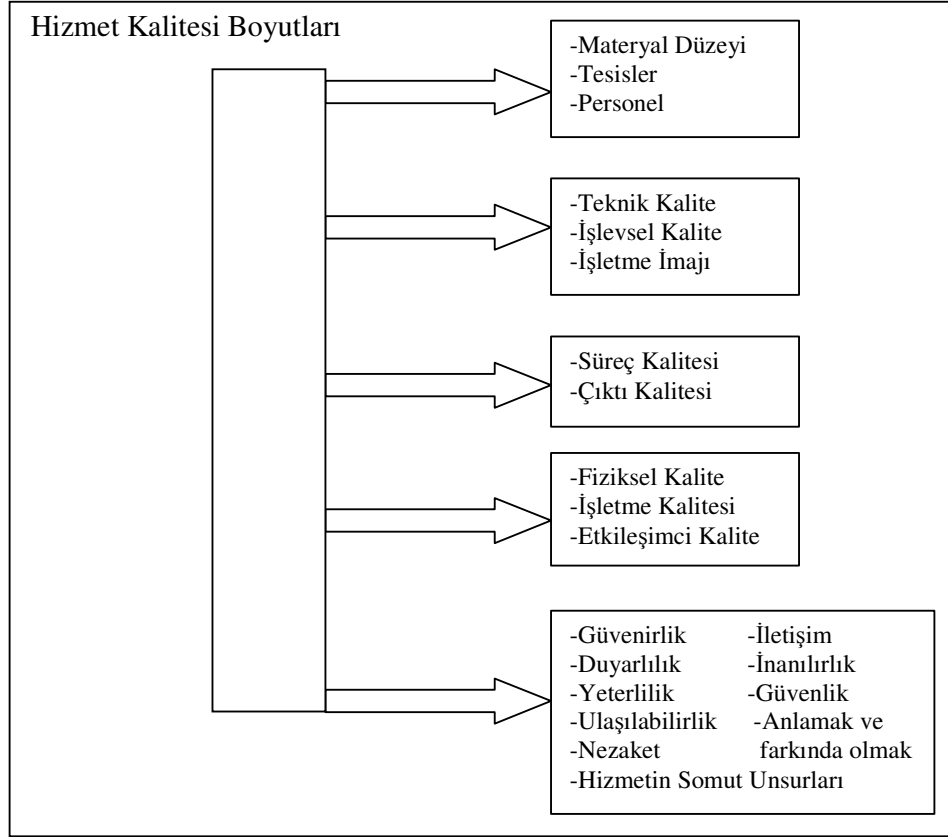 Hizmet Kalitesi Boyutları
-Materyal Düzeyi
-Tesisler
-Personel
-Teknik Kalite
-İşlevsel Kalite
-İşletme İmajı
-Süreç Kalitesi
-Çıktı Kalitesi
-Fiziksel Kalite
-İşletme Kalitesi
-Etkileşimci Kalite
-Güvenirlik -İletişim
-Duyarlılık -İnanılırlık
-Yeterlilik -Güvenlik
-Ulaşılabilirlik -Anlamak ve
-Nezaket farkında olmak
-Hizmetin Somut Unsurları